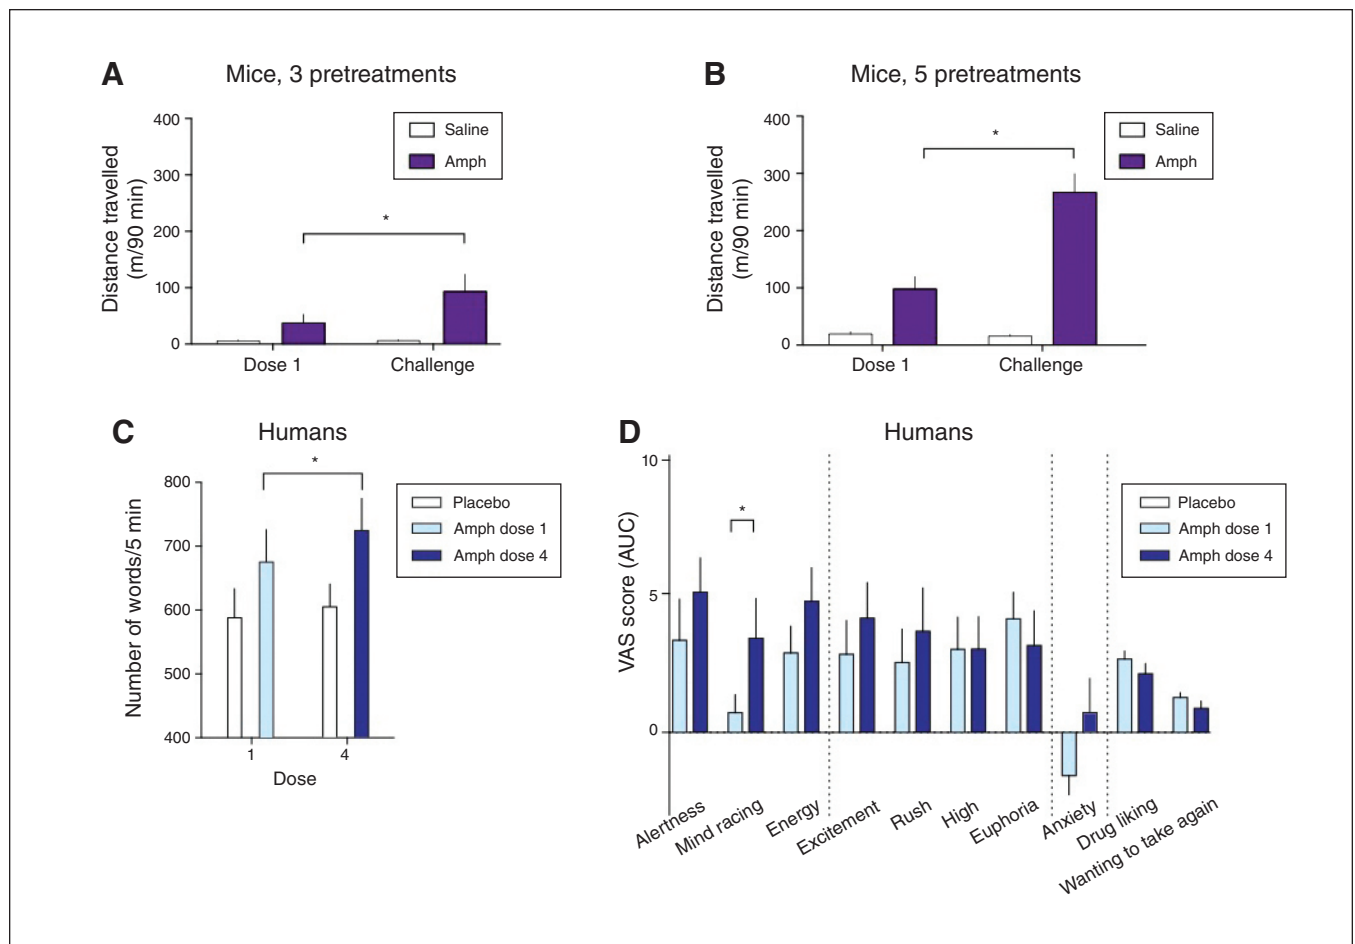 A
Mice, 3 pretreatments
Distance travelled
(m/90 min)
400
300
200
100
0
Saline
Amph
*
Dose 1
Challenge
B
Mice, 5 pretreatments
Distance travelled
(m/90 min)
400
300
200
100
0
Saline
Amph
*
Dose 1
Challenge
C
Humans
Number of words/5 min
800
700
600
500
400
*
Placebo
Amph dose 1
Amph dose 4
1
4
Dose
D
Humans
VAS score (AUC)
10
5
0
*
Placebo
Amph dose 1
Amph dose 4
Alertness
Mind racing
Energy
Excitement
Rush
High
Euphoria
Anxiety
Drug liking
Wanting to take again